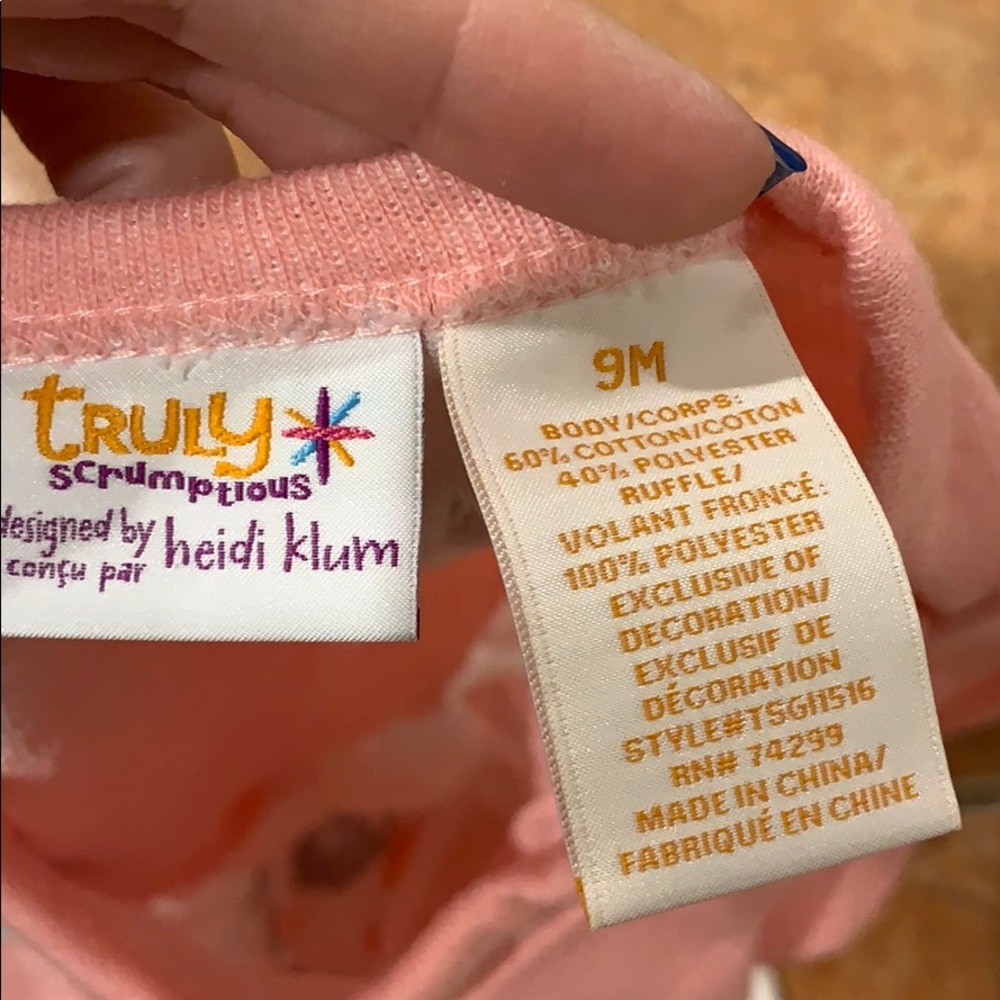 TRULY
scrumptious
designed by heidi klum
conçu par
9M
BODY/CORPS:
60% COTTON/COTON
40% POLYESTER
RUFFLE/
VOLANT FRONCÉ:
100% POLYESTER
EXCLUSIVE OF
DECORATION/
EXCLUSIF DE
DÉCORATION
STYLE#TSG11516
RN# 74299
MADE IN CHINA/
FABRIQUÉ EN CHINE